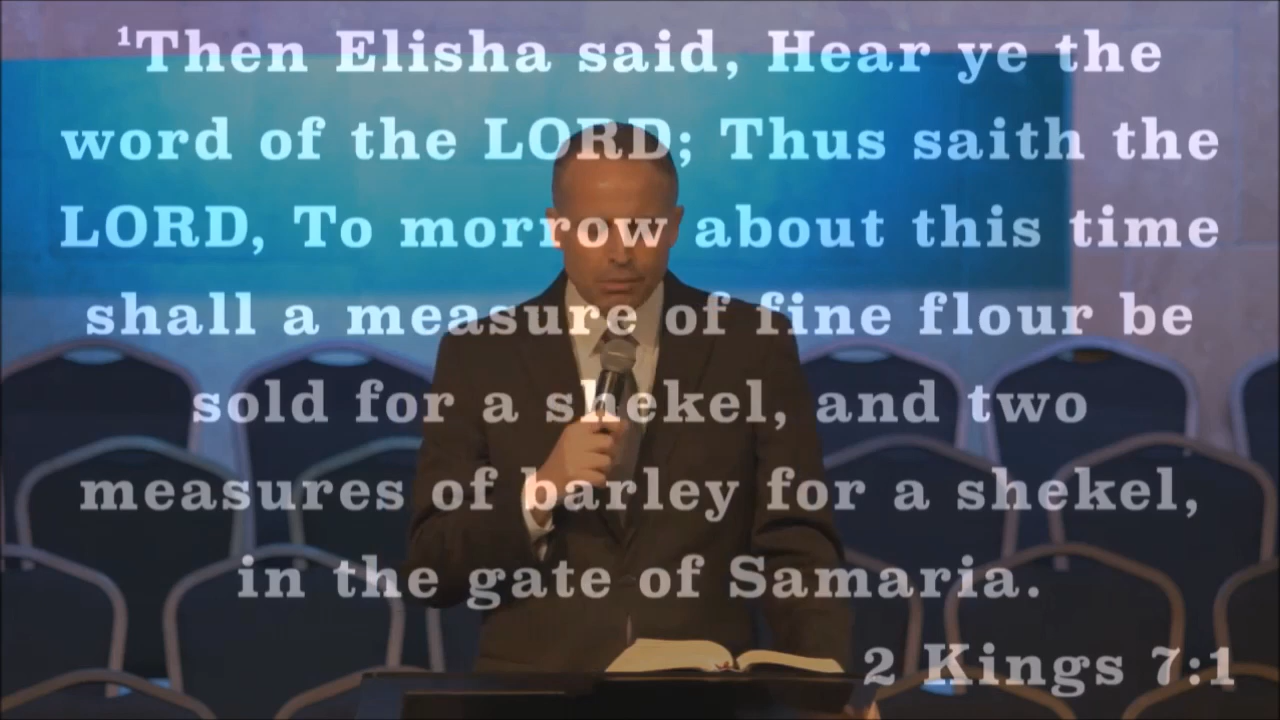 ¹Then Elisha said, Hear ye the
word of the LORD; Thus saith the
LORD, To morrow about this time
shall a measure of fine flour be
sold for a shekel, and two
measures of barley for a shekel,
in the gate of Samaria.
2 Kings 7:1